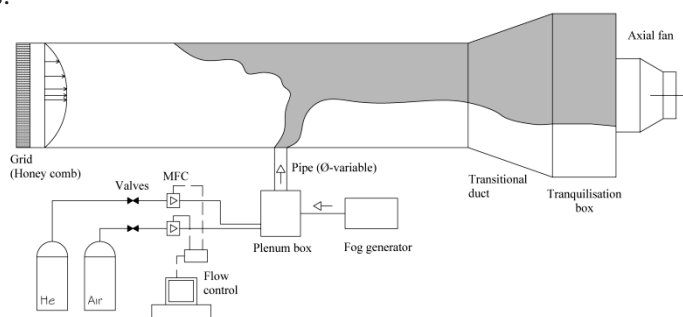 Axial fan
Grid
(Honey comb)
Pipe (Ø-variable)
Transitional
duct
Tranquilisation
box
Valves
MFC
Plenum box
Fog generator
Flow
control
He
Air